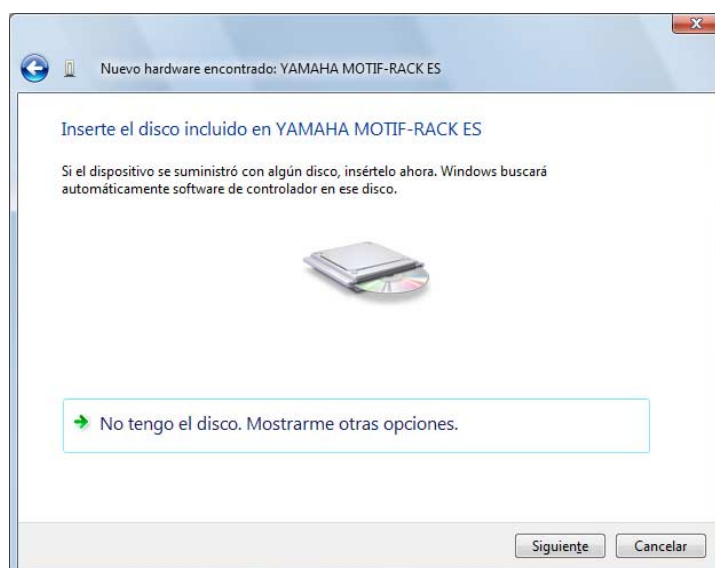 Nuevo hardware encontrado: YAMAHA MOTIF-RACK ES
Inserte el disco incluido en YAMAHA MOTIF-RACK ES
Si el dispositivo se suministró con algún disco, insértelo ahora. Windows buscará
automáticamente software de controlador en ese disco.
No tengo el disco. Mostrarme otras opciones.
Siguiente Cancelar